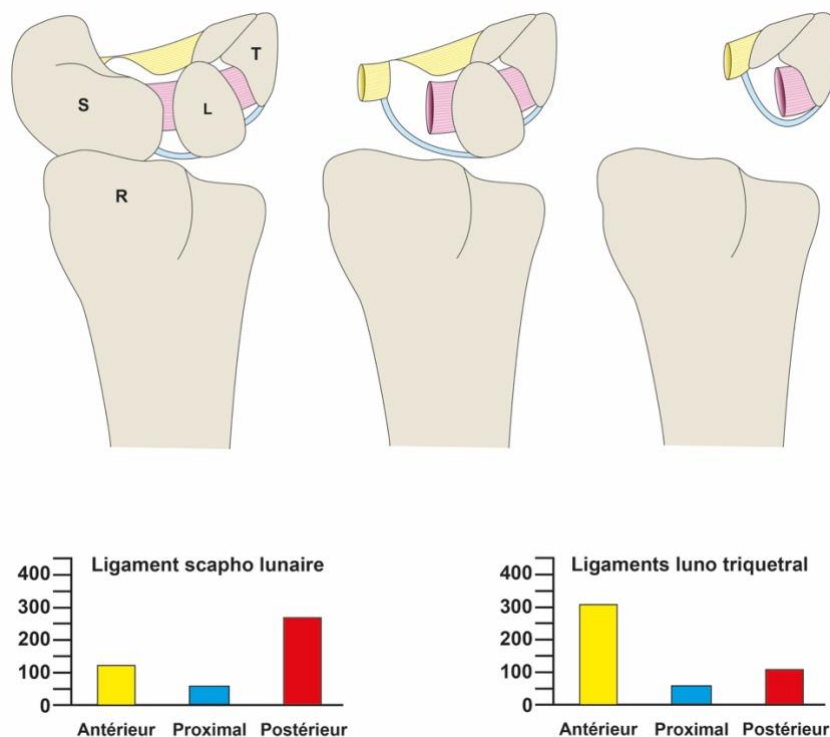 S
L
T
R
Ligament scapho lunaire
400
300
200
100
0
Antérieur Proximal Postérieur
Ligaments luno triquetral
400
300
200
100
0
Antérieur Proximal Postérieur